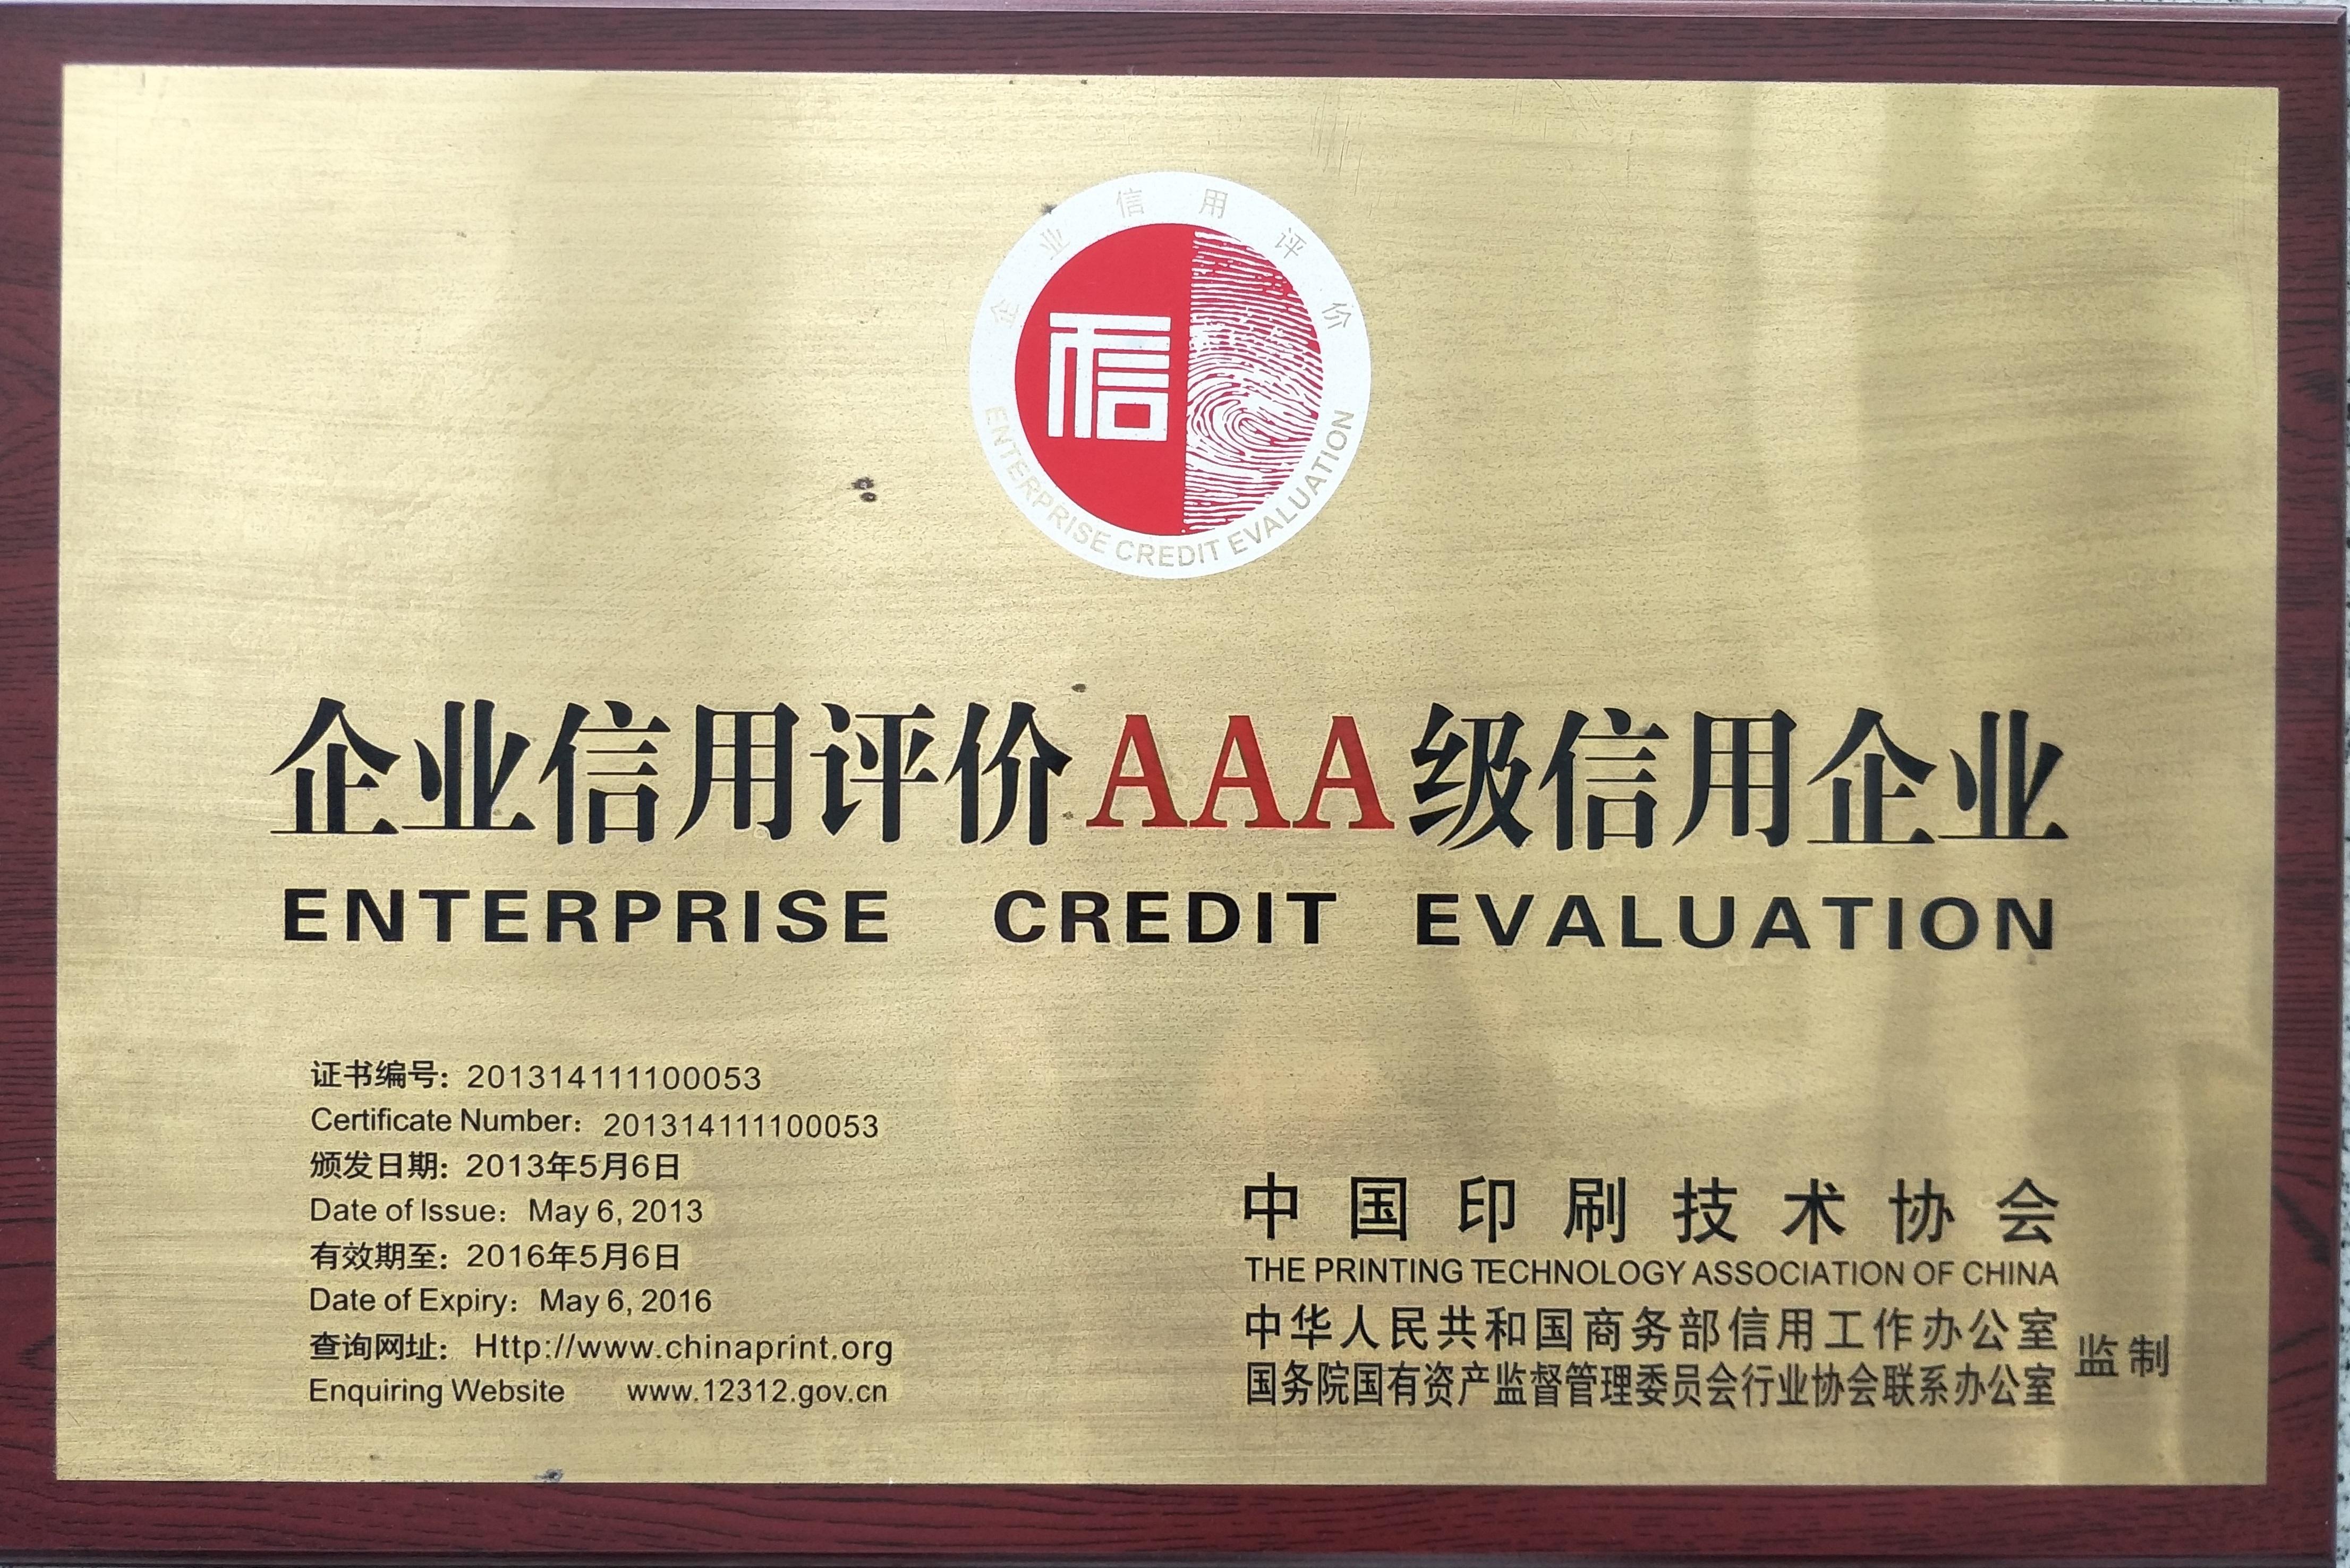 企业信用评价
信
ENTERPRISE CREDIT EVALUATION
企业信用评价AAA级信用企业
ENTERPRISE CREDIT EVALUATION
证书编号：201314111100053
Certificate Number：201314111100053
颁发日期：2013年5月6日
Date of Issue：May 6, 2013
有效期至：2016年5月6日
Date of Expiry：May 6, 2016
查询网址： Http://www.chinaprint.org
Enquiring Website www.12312.gov.cn
中国印刷技术协会
THE PRINTING TECHNOLOGY ASSOCIATION OF CHINA
中华人民共和国商务部信用工作办公室
国务院国有资产监督管理委员会行业协会联系办公室
监制